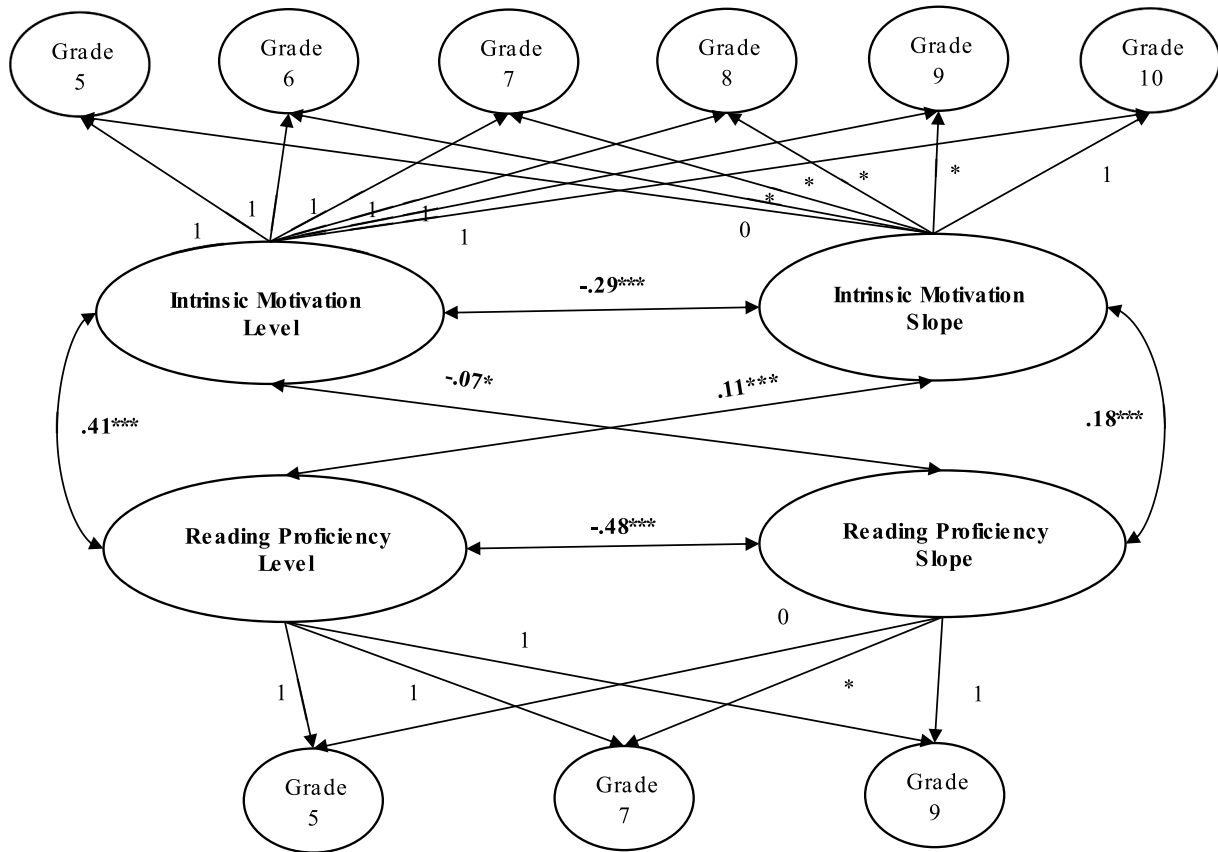 Grade
5
Grade
6
Grade
7
Grade
8
Grade
9
Grade
10
1
1
1
1
1
1
0
*
*
*
*
1
Intrinsic Motivation
Level
-.29***
Intrinsic Motivation
Slope
-.07*
.11***
.41***
.18***
Reading Proficiency
Level
-.48***
Reading Proficiency
Slope
1
1
1
0
*
1
Grade
5
Grade
7
Grade
9